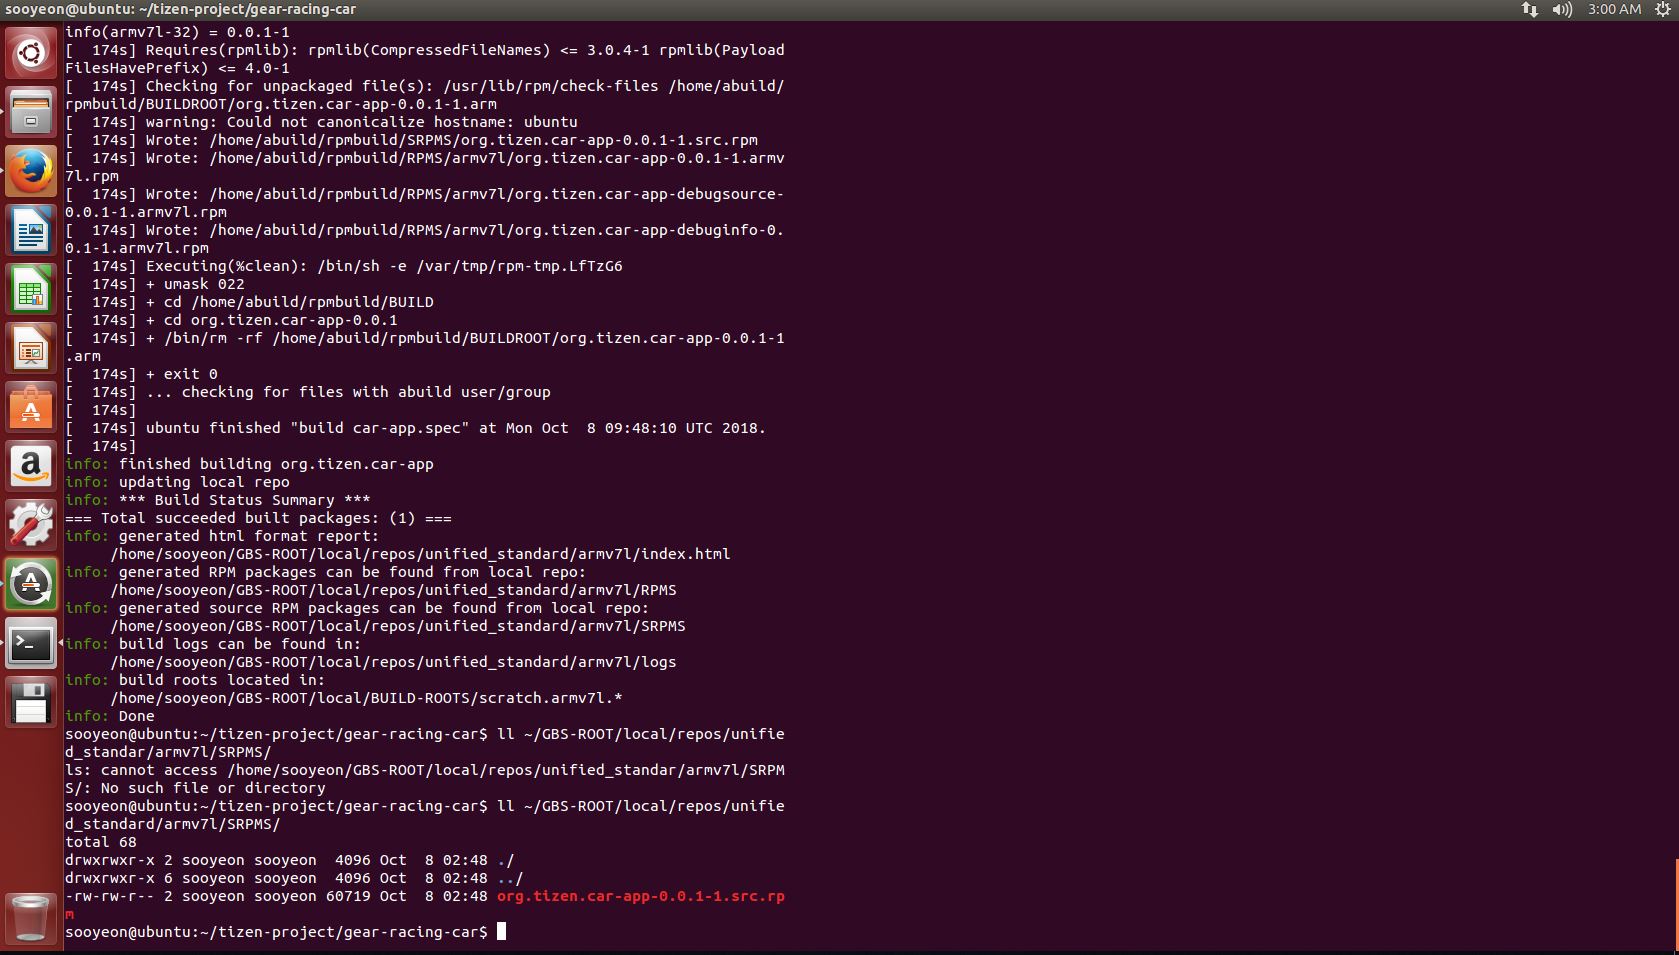 sooyeon@ubuntu: ~/tizen-project/gear-racing-car
3:00 AM
info(armv7l-32) = 0.0.1-1
[  174s] Requires(rpmlib): rpmlib(CompressedFileNames) <= 3.0.4-1 rpmlib(Payload
FilesHavePrefix) <= 4.0-1
[  174s] Checking for unpackaged file(s): /usr/lib/rpm/check-files /home/abuild/
rpmbuild/BUILDROOT/org.tizen.car-app-0.0.1-1.arm
[  174s] warning: Could not canonicalize hostname: ubuntu
[  174s] Wrote: /home/abuild/rpmbuild/SRPMS/org.tizen.car-app-0.0.1-1.src.rpm
[  174s] Wrote: /home/abuild/rpmbuild/RPMS/armv7l/org.tizen.car-app-0.0.1-1.armv
7l.rpm
[  174s] Wrote: /home/abuild/rpmbuild/RPMS/armv7l/org.tizen.car-app-debugsource-
0.0.1-1.armv7l.rpm
[  174s] Wrote: /home/abuild/rpmbuild/RPMS/armv7l/org.tizen.car-app-debuginfo-0.
0.1-1.armv7l.rpm
[  174s] Executing(%clean): /bin/sh -e /var/tmp/rpm-tmp.LfTzG6
[  174s] + umask 022
[  174s] + cd /home/abuild/rpmbuild/BUILD
[  174s] + cd org.tizen.car-app-0.0.1
[  174s] + /bin/rm -rf /home/abuild/rpmbuild/BUILDROOT/org.tizen.car-app-0.0.1-1
.arm
[  174s] + exit 0
[  174s] ... checking for files with abuild user/group
[  174s]
[  174s] ubuntu finished "build car-app.spec" at Mon Oct  8 09:48:10 UTC 2018.
[  174s]
info: finished building org.tizen.car-app
info: updating local repo
info: *** Build Status Summary ***
=== Total succeeded built packages: (1) ===
info: generated html format report:
     /home/sooyeon/GBS-ROOT/local/repos/unified_standard/armv7l/index.html
info: generated RPM packages can be found from local repo:
     /home/sooyeon/GBS-ROOT/local/repos/unified_standard/armv7l/RPMS
info: generated source RPM packages can be found from local repo:
     /home/sooyeon/GBS-ROOT/local/repos/unified_standard/armv7l/SRPMS
info: build logs can be found in:
     /home/sooyeon/GBS-ROOT/local/repos/unified_standard/armv7l/logs
info: build roots located in:
     /home/sooyeon/GBS-ROOT/local/BUILD-ROOTS/scratch.armv7l.*
info: Done
sooyeon@ubuntu:~/tizen-project/gear-racing-car$ ll ~/GBS-ROOT/local/repos/unifie
d_standar/armv7l/SRPMS/
ls: cannot access /home/sooyeon/GBS-ROOT/local/repos/unified_standar/armv7l/SRPM
S/: No such file or directory
sooyeon@ubuntu:~/tizen-project/gear-racing-car$ ll ~/GBS-ROOT/local/repos/unifie
d_standard/armv7l/SRPMS/
total 68
drwxrwxr-x 2 sooyeon sooyeon  4096 Oct  8 02:48 ./
drwxrwxr-x 6 sooyeon sooyeon  4096 Oct  8 02:48 ../
-rw-rw-r-- 2 sooyeon sooyeon 60719 Oct  8 02:48 org.tizen.car-app-0.0.1-1.src.rp
m
sooyeon@ubuntu:~/tizen-project/gear-racing-car$